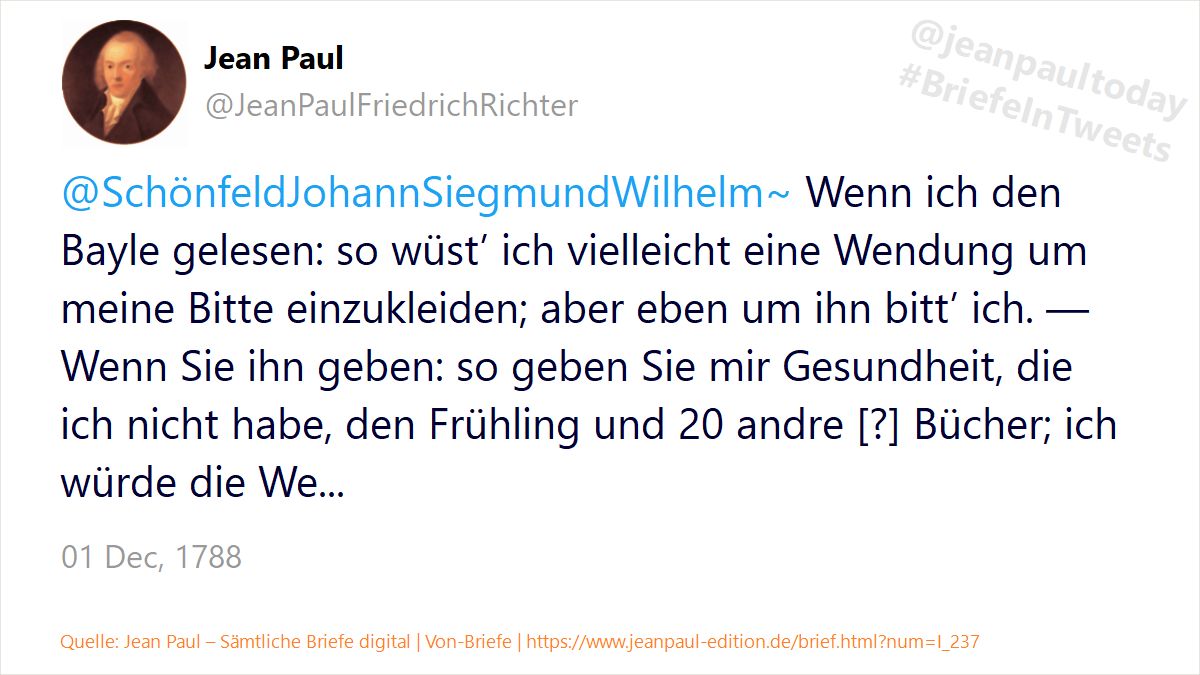 Jean Paul
@JeanPaulFriedrichRichter
@jeanpaultoday
#BriefeInTweets
@SchönfeldJohannSiegmundWilhelm~ Wenn ich den
Bayle gelesen: so wüst’ ich vielleicht eine Wendung um
meine Bitte einzukleiden; aber eben um ihn bitt’ ich. —
Wenn Sie ihn geben: so geben Sie mir Gesundheit, die
ich nicht habe, den Frühling und 20 andre [?] Bücher; ich
würde die We...
01 Dec, 1788
Quelle: Jean Paul – Sämtliche Briefe digital | Von-Briefe | https://www.jeanpaul-edition.de/brief.html?num=I_237